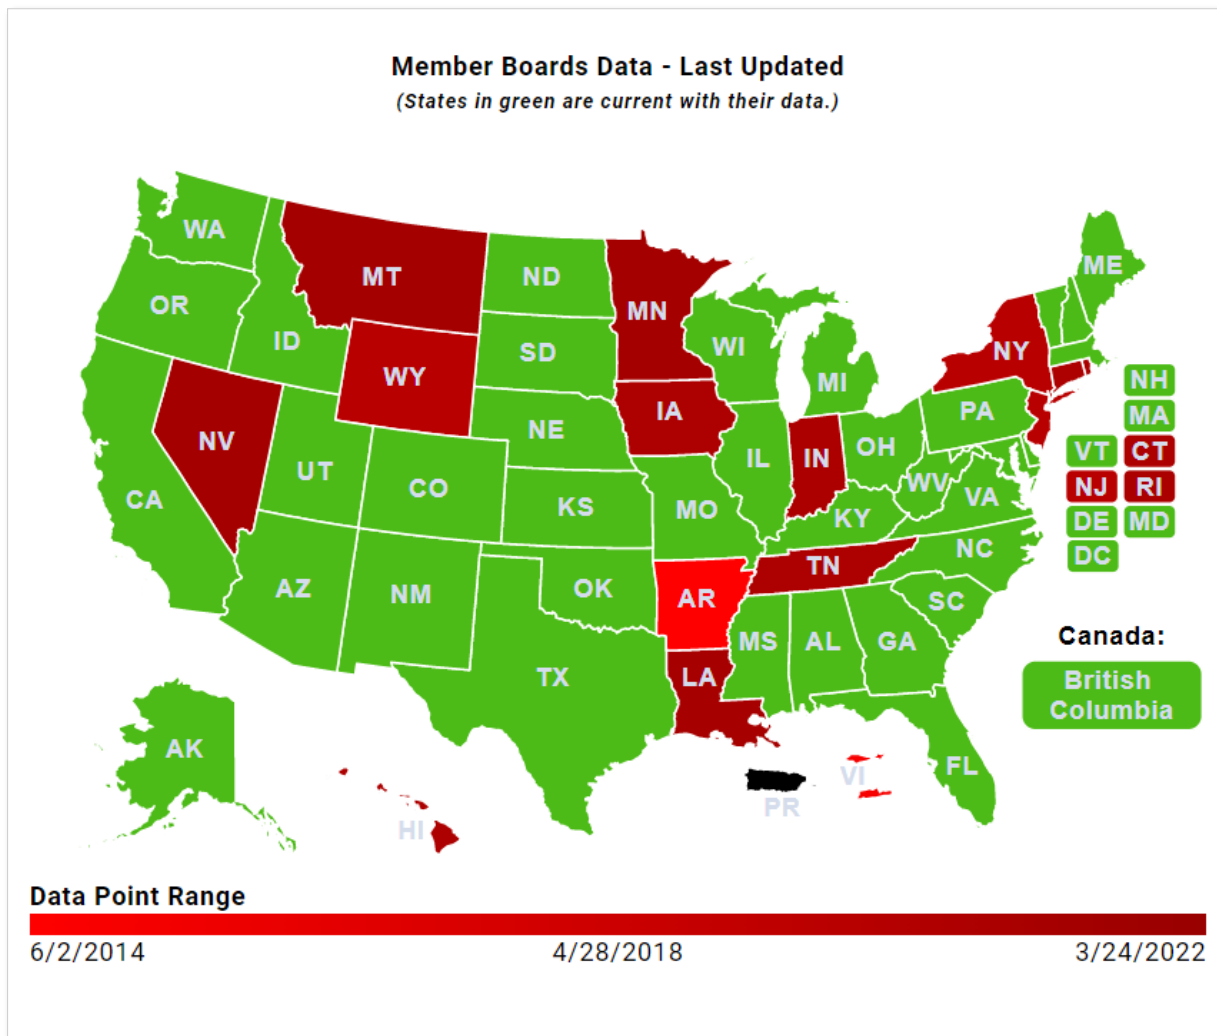 Member Boards Data - Last Updated
(States in green are current with their data.)
WA
MT
ND
MN
ME
OR
ID
SD
WI
MI
NY
WY
NV
UT
CO
NE
IA
IL
IN
OH
PA
NH
MA
VT
CT
NJ
RI
DE
MD
DC
CA
KS
MO
KY
WV
VA
AZ
NM
OK
AR
TN
NC
SC
TX
LA
MS
AL
GA
FL
Canada:
British
Columbia
AK
HI
PR
VI
Data Point Range
6/2/2014
4/28/2018
3/24/2022